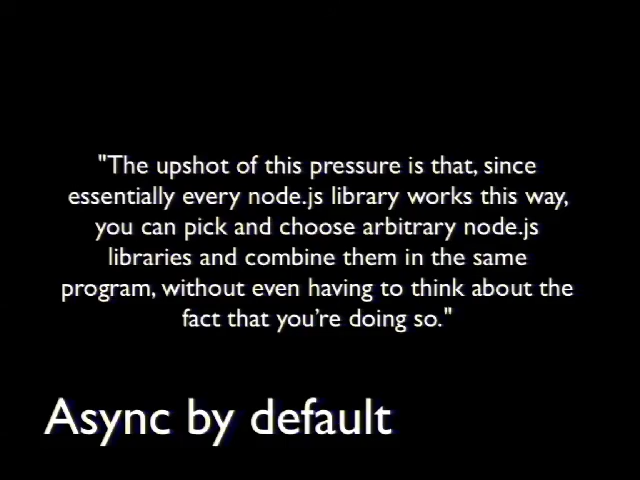 "The upshot of this pressure is that, since
essentially every node.js library works this way,
you can pick and choose arbitrary node.js
libraries and combine them in the same
program, without even having to think about the
fact that you're doing so."
Async by default